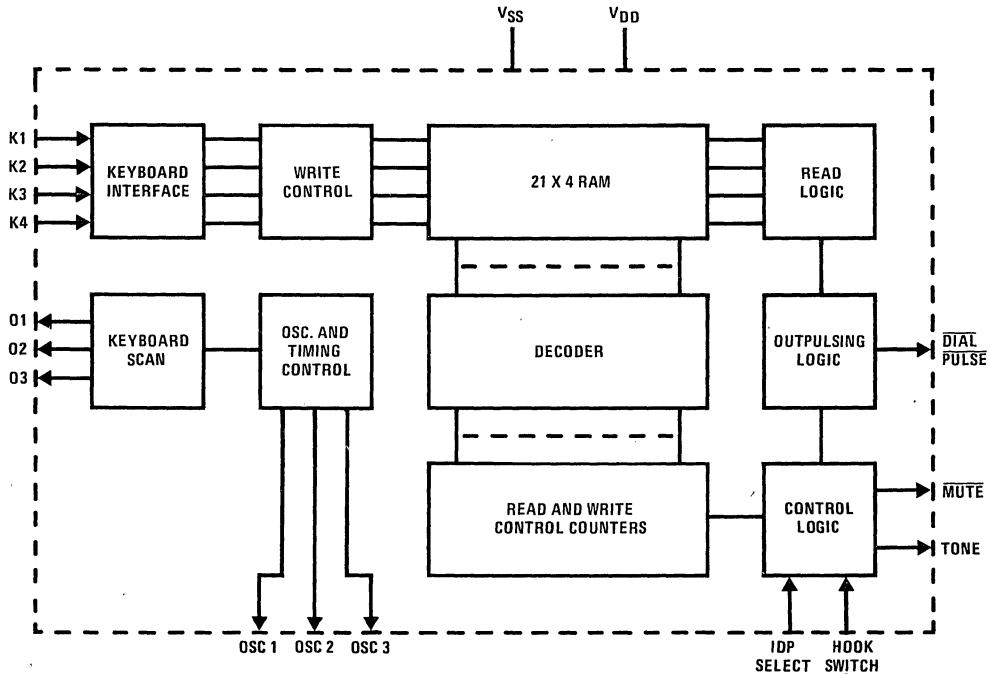 VSS
VDD
K1
K2
K3
K4
KEYBOARD
INTERFACE
WRITE
CONTROL
21 X 4 RAM
READ
LOGIC
O1
O2
O3
KEYBOARD
SCAN
OSC. AND
TIMING
CONTROL
DECODER
OUTPULSING
LOGIC
DIAL
PULSE
READ AND WRITE
CONTROL COUNTERS
CONTROL
LOGIC
MUTE
TONE
OSC 1
OSC 2
OSC 3
IDP
SELECT
HOOK
SWITCH